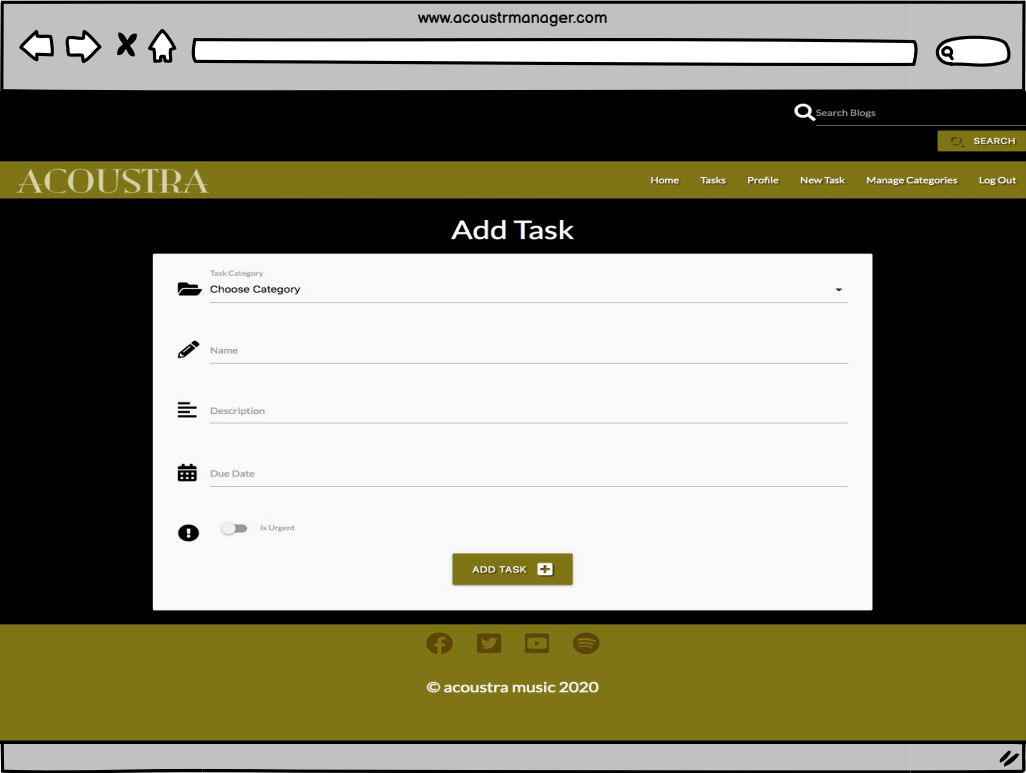 www.acoustrmanager.com
Search Blogs
SEARCH
ACOUSTRA
Home Tasks Profile New Task Manage Categories Log Out
Add Task
Task Category
Choose Category
Name
Description
Due Date
Is Urgent
ADD TASK
© acoustra music 2020